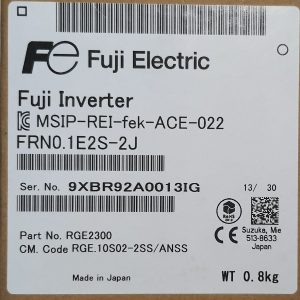 Fe Fuji Electric
Fuji Inverter
MSIP-REI-fek-ACE-022
FRN0.1E2S-2J
Ser. No. 9XBR92A0013IG 13/ 30
Suzuka, Mie
513-8633
Japan
Part No. RGE2300
CM. Code RGE.10S02-2SS/ANSS
Made in Japan
WT 0.8kg